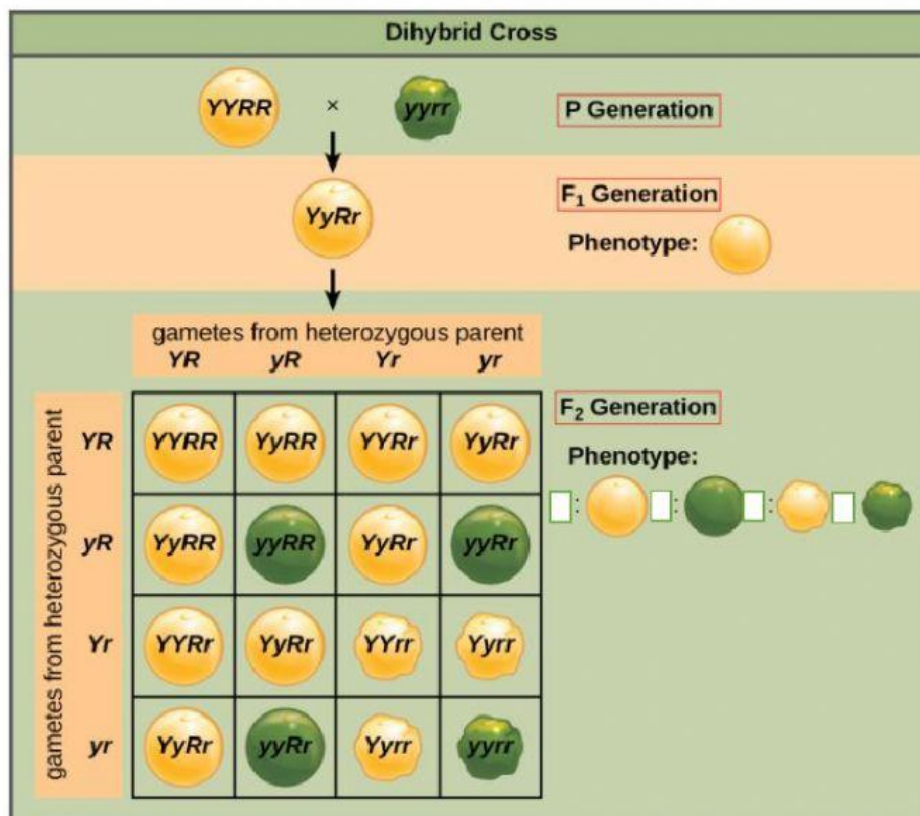 Dihybrid Cross
YYRR × yyrr
P Generation
YyRr
F1 Generation
Phenotype:
gametes from heterozygous parent
YR yR Yr yr
gametes from heterozygous parent
YR YYRR YyRR YYRr YyRr
yR YyRR yyRR YyRr yyRr
Yr YYRr YyRr YYrr Yyrr
yr YyRr yyRr Yyrr yyrr
F2 Generation
Phenotype:
: : :